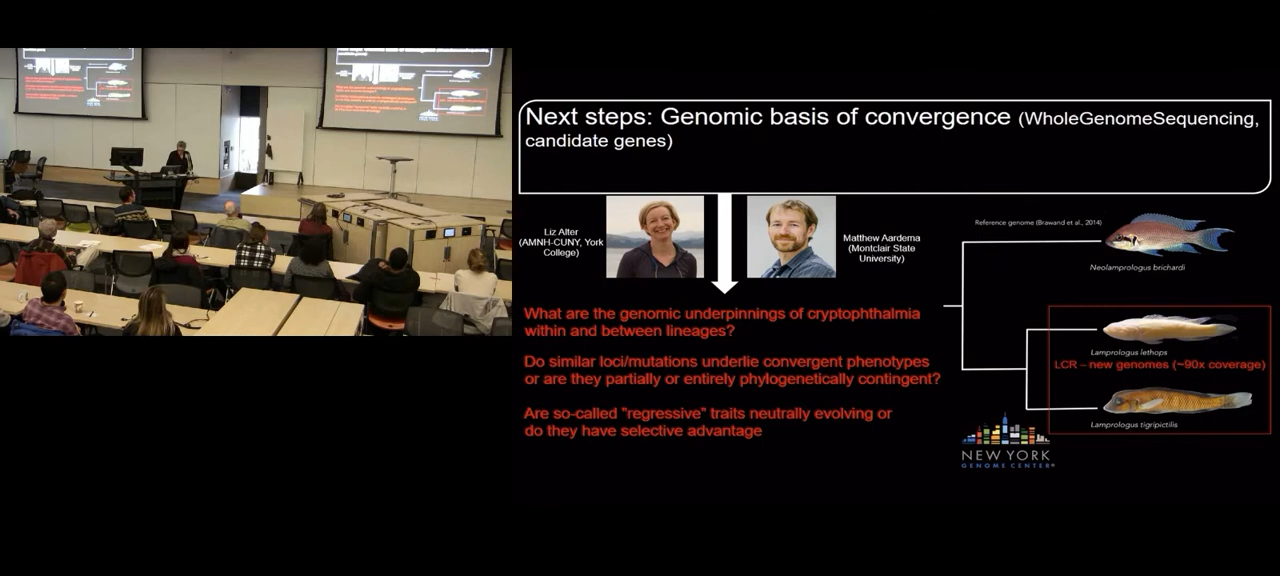 Next steps: Genomic basis of convergence (WholeGenomeSequencing,
candidate genes)
Liz Alter
(AMNH-CUNY, York
College)
Matthew Aardema
(Montclair State
University)
What are the genomic underpinnings of cryptophthalmia
within and between lineages?
Do similar loci/mutations underlie convergent phenotypes
or are they partially or entirely phylogenetically contingent?
Are so-called "regressive" traits neutrally evolving or
do they have selective advantage
Reference genome (Brawand et al., 2014)
Neolamprologus brichardi
Lamprologus lethops
LCR – new genomes (~90x coverage)
Lamprologus tigripictilis
NEW YORK
GENOME CENTER